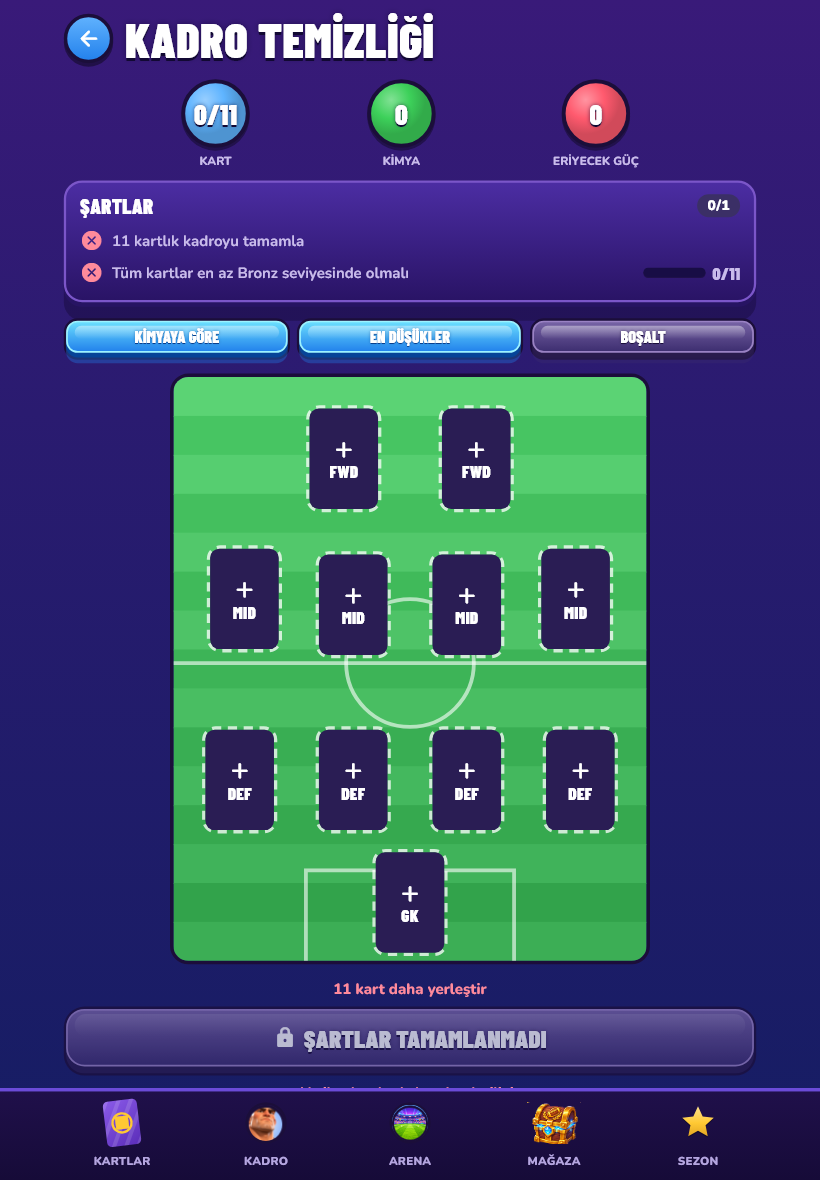 KADRO TEMİZLİĞİ
0/11
0
0
KART
KİMYA
ERİYECEK GÜÇ
ŞARTLAR
0/1
11 kartlık kadroyu tamamla
Tüm kartlar en az Bronz seviyesinde olmalı
0/11
KİMYAYA GÖRE
EN DÜŞÜKLER
BOŞALT
+
FWD
+
FWD
+
MID
+
MID
+
MID
+
MID
+
DEF
+
DEF
+
DEF
+
DEF
+
GK
11 kart daha yerleştir
ŞARTLAR TAMAMLANMADI
KARTLAR
KADRO
ARENA
MAĞAZA
SEZON